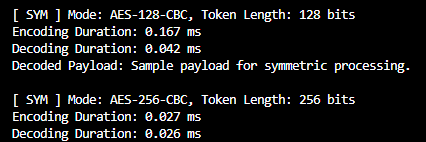 [ SYM ] Mode: AES-128-CBC, Token Length: 128 bits
Encoding Duration: 0.167 ms
Decoding Duration: 0.042 ms
Decoded Payload: Sample payload for symmetric processing.
[ SYM ] Mode: AES-256-CBC, Token Length: 256 bits
Encoding Duration: 0.027 ms
Decoding Duration: 0.026 ms